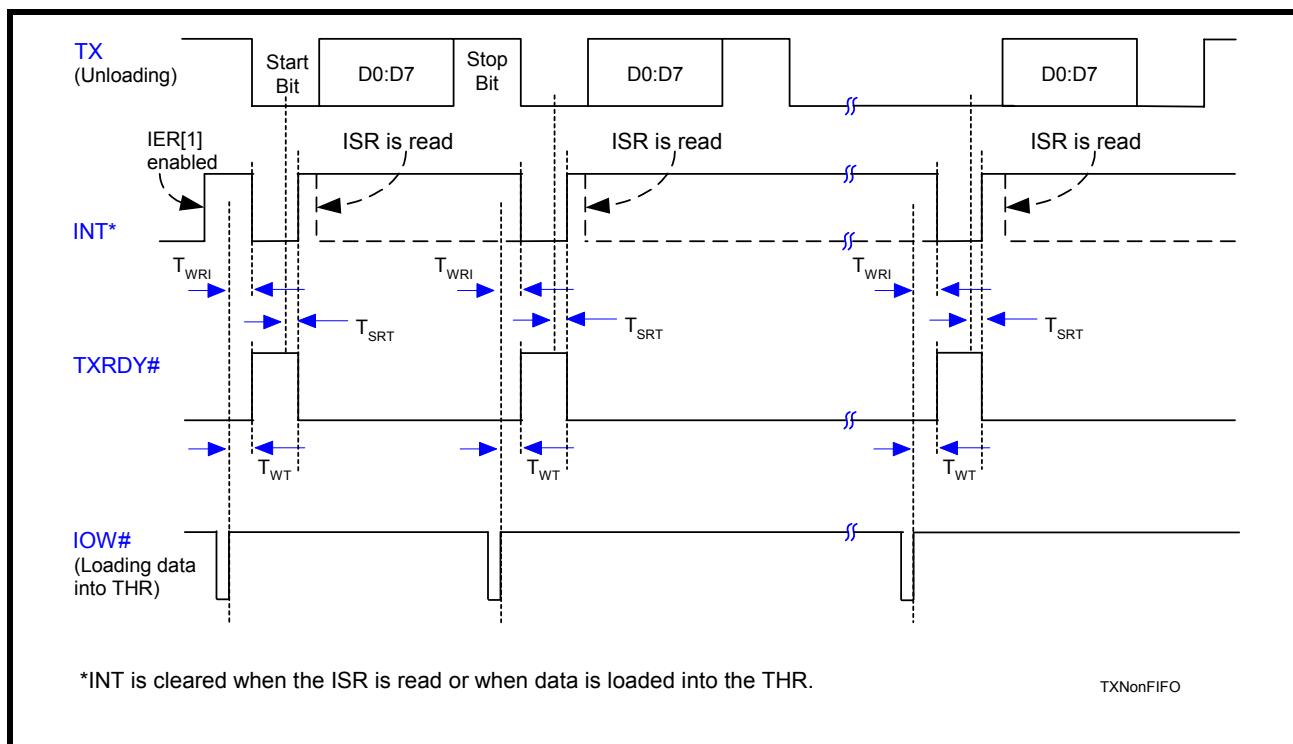 TX
(Unloading)
Start
Bit
D0:D7
Stop
Bit
D0:D7
D0:D7
IER[1]
enabled
ISR is read
ISR is read
ISR is read
INT*
TWRI
TWRI
TWRI
TSRT
TSRT
TSRT
TXRDY#
TWT
TWT
TWT
IOW#
(Loading data
into THR)
*INT is cleared when the ISR is read or when data is loaded into the THR.
TXNonFIFO